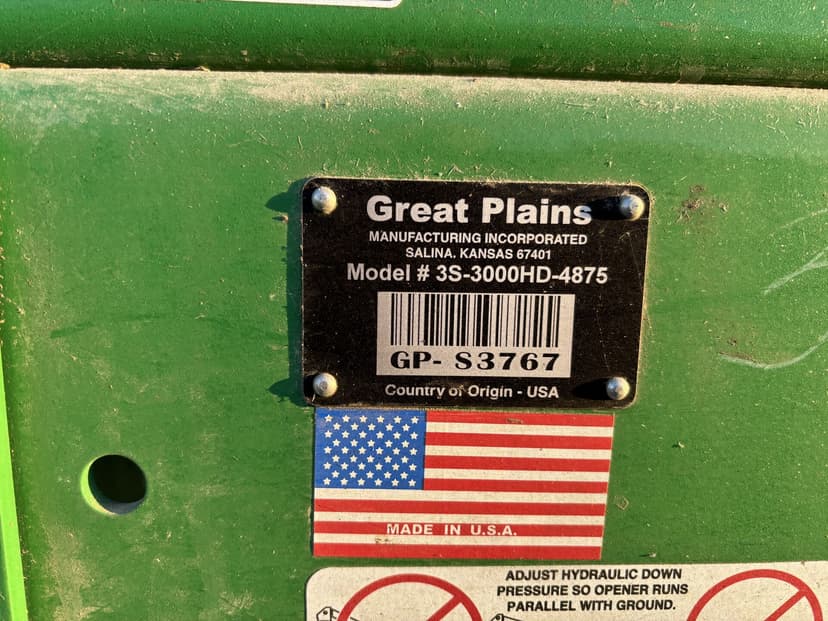 Great Plains
MANUFACTURING INCORPORATED
SALINA, KANSAS 67401
Model # 3S-3000HD-4875
GP- S3767
Country of Origin - USA
MADE IN U.S.A.
ADJUST HYDRAULIC DOWN
PRESSURE SO OPENER RUNS
PARALLEL WITH GROUND.